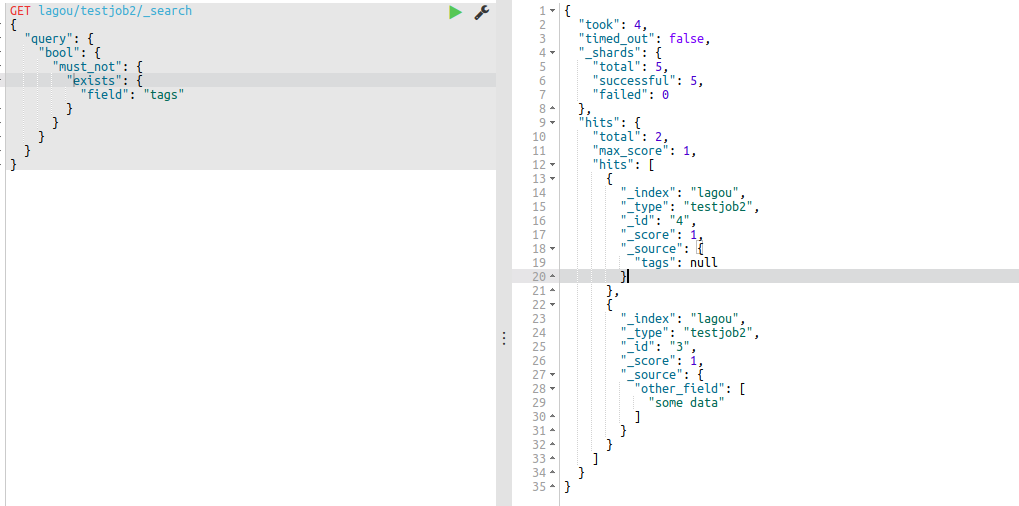 GET lagou/testjob2/_search
{
  "query": {
    "bool": {
      "must_not": {
        "exists": {
          "field": "tags"
        }
      }
    }
  }
}
1 {
2   "took": 4,
3   "timed_out": false,
4   "_shards": {
5     "total": 5,
6     "successful": 5,
7     "failed": 0
8   },
9   "hits": {
10     "total": 2,
11     "max_score": 1,
12     "hits": [
13       {
14         "_index": "lagou",
15         "_type": "testjob2",
16         "_id": "4",
17         "_score": 1,
18         "_source": {
19           "tags": null
20         }
21       },
22       {
23         "_index": "lagou",
24         "_type": "testjob2",
25         "_id": "3",
26         "_score": 1,
27         "_source": {
28           "other_field": [
29             "some data"
30           ]
31         }
32       }
33     ]
34   }
35 }